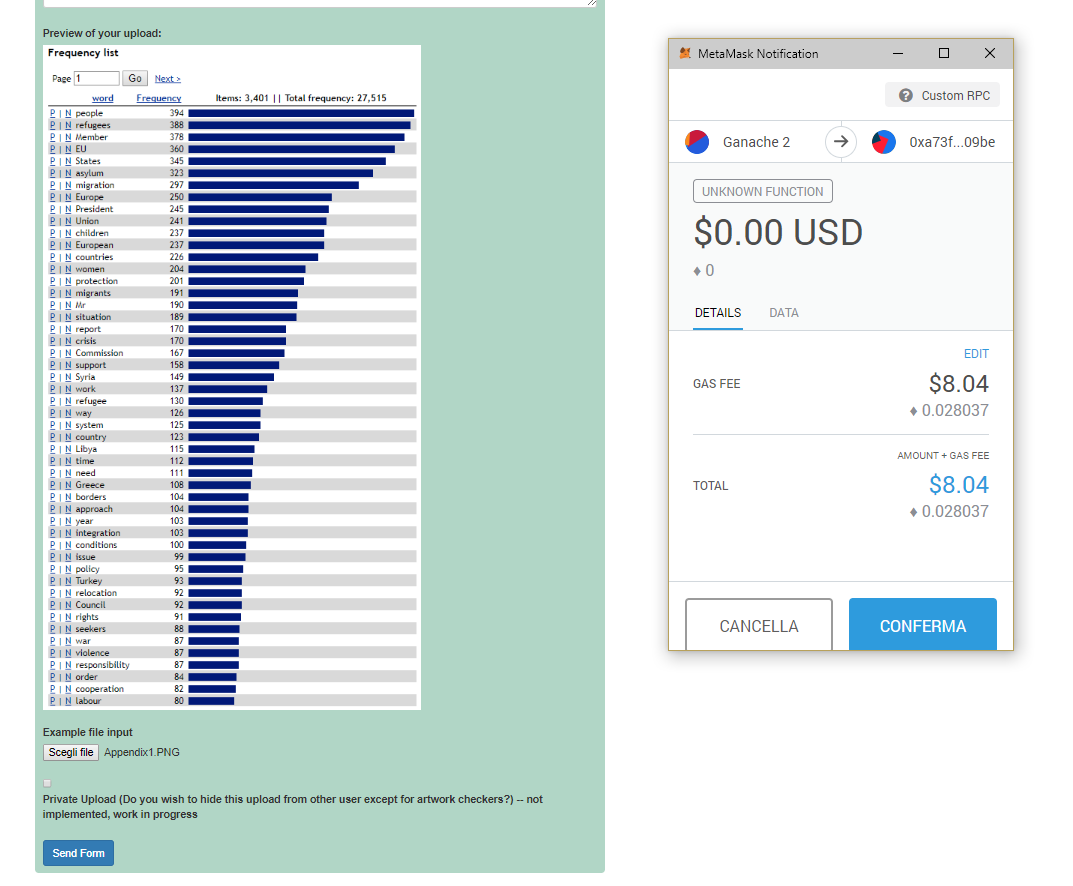 Preview of your upload:
Frequency list
Page 1 Go Next >
word Frequency Items: 3,401 || Total frequency: 27,515
P | N people 394
P | N refugees 388
P | N Member 378
P | N EU 360
P | N States 345
P | N asylum 323
P | N migration 297
P | N Europe 250
P | N President 245
P | N Union 241
P | N children 237
P | N European 237
P | N countries 226
P | N women 204
P | N protection 201
P | N migrants 191
P | N Mr 190
P | N situation 189
P | N report 170
P | N crisis 170
P | N Commission 167
P | N support 158
P | N Syria 149
P | N work 137
P | N refugee 130
P | N way 126
P | N system 125
P | N country 123
P | N Libya 115
P | N time 112
P | N need 111
P | N Greece 108
P | N borders 104
P | N approach 104
P | N year 103
P | N integration 103
P | N conditions 100
P | N issue 99
P | N policy 95
P | N Turkey 93
P | N relocation 92
P | N Council 92
P | N rights 91
P | N seekers 88
P | N war 87
P | N violence 87
P | N responsibility 87
P | N order 84
P | N cooperation 82
P | N labour 80
Example file input
Scegli file Appendix1.PNG
Private Upload (Do you wish to hide this upload from other user except for artwork checkers?) -- not
implemented, work in progress
Send Form
MetaMask Notification
? Custom RPC
Ganache 2 → 0xa73f...09be
UNKNOWN FUNCTION
$0.00 USD
♦ 0
DETAILS DATA
EDIT
GAS FEE $8.04
♦ 0.028037
AMOUNT + GAS FEE
TOTAL $8.04
♦ 0.028037
CANCELLA CONFERMA